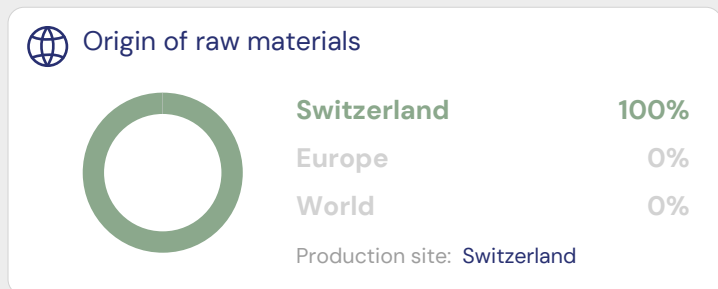 Origin of raw materials
Switzerland 100%
Europe 0%
World 0%
Production site: Switzerland